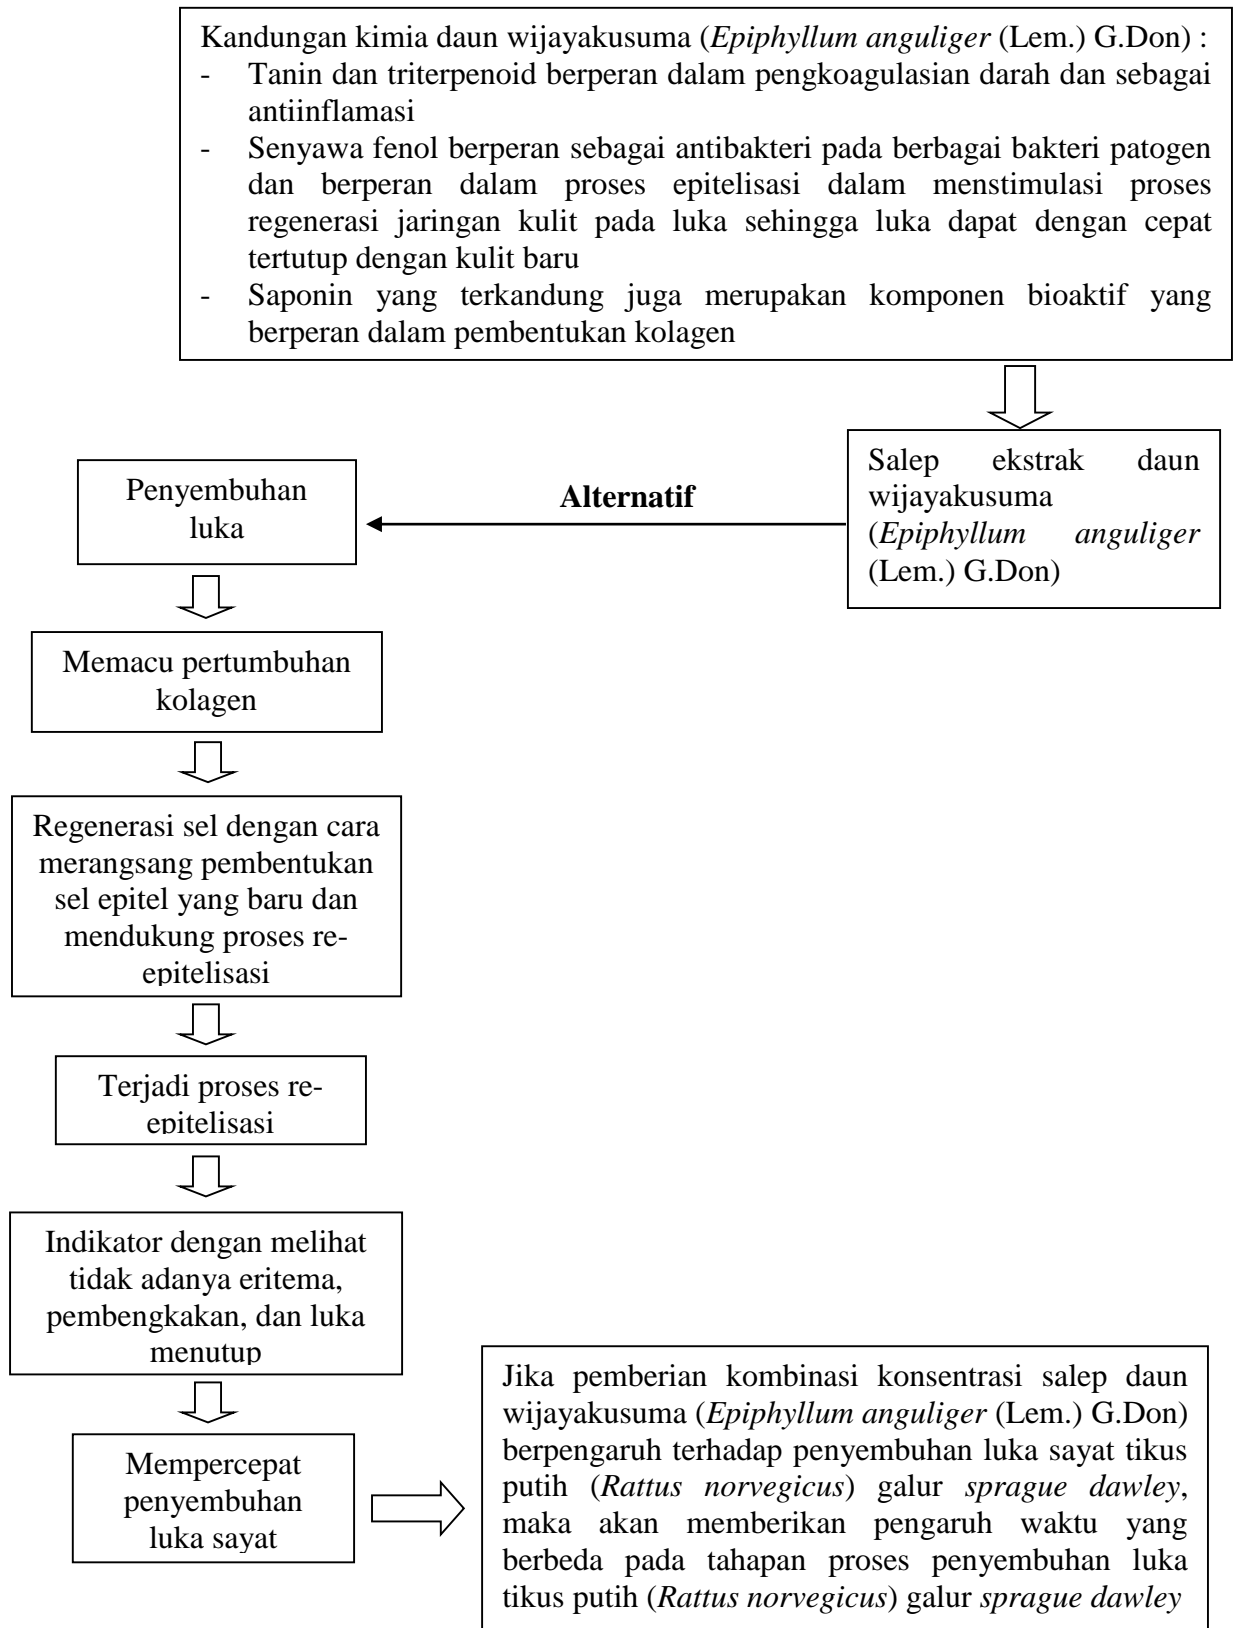 Kandungan kimia daun wijayakusuma (Epiphyllum anguliger (Lem.) G.Don) :
- Tanin dan triterpenoid berperan dalam pengkoagulasian darah dan sebagai
antiinflamasi
- Senyawa fenol berperan sebagai antibakteri pada berbagai bakteri patogen
dan berperan dalam proses epitelisasi dalam menstimulasi proses
regenerasi jaringan kulit pada luka sehingga luka dapat dengan cepat
tertutup dengan kulit baru
- Saponin yang terkandung juga merupakan komponen bioaktif yang
berperan dalam pembentukan kolagen
Salep ekstrak daun
wijayakusuma
(Epiphyllum anguliger
(Lem.) G.Don)
Alternatif
Penyembuhan
luka
Memacu pertumbuhan
kolagen
Regenerasi sel dengan cara
merangsang pembentukan
sel epitel yang baru dan
mendukung proses re-
epitelisasi
Terjadi proses re-
epitelisasi
Indikator dengan melihat
tidak adanya eritema,
pembengkakan, dan luka
menutup
Mempercepat
penyembuhan
luka sayat
Jika pemberian kombinasi konsentrasi salep daun
wijayakusuma (Epiphyllum anguliger (Lem.) G.Don)
berpengaruh terhadap penyembuhan luka sayat tikus
putih (Rattus norvegicus) galur sprague dawley,
maka akan memberikan pengaruh waktu yang
berbeda pada tahapan proses penyembuhan luka
tikus putih (Rattus norvegicus) galur sprague dawley